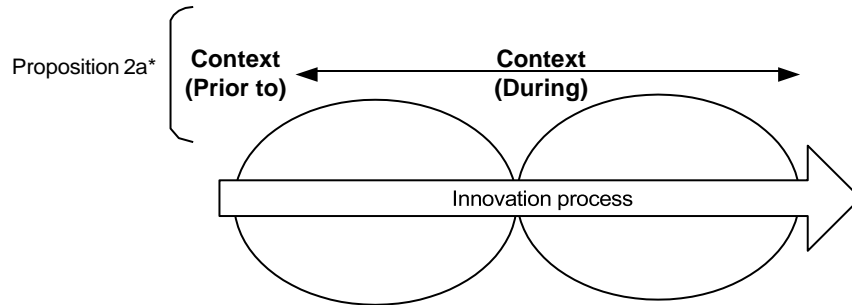 Proposition 2a*
Context
(Prior to)
Context
(During)
Innovation process